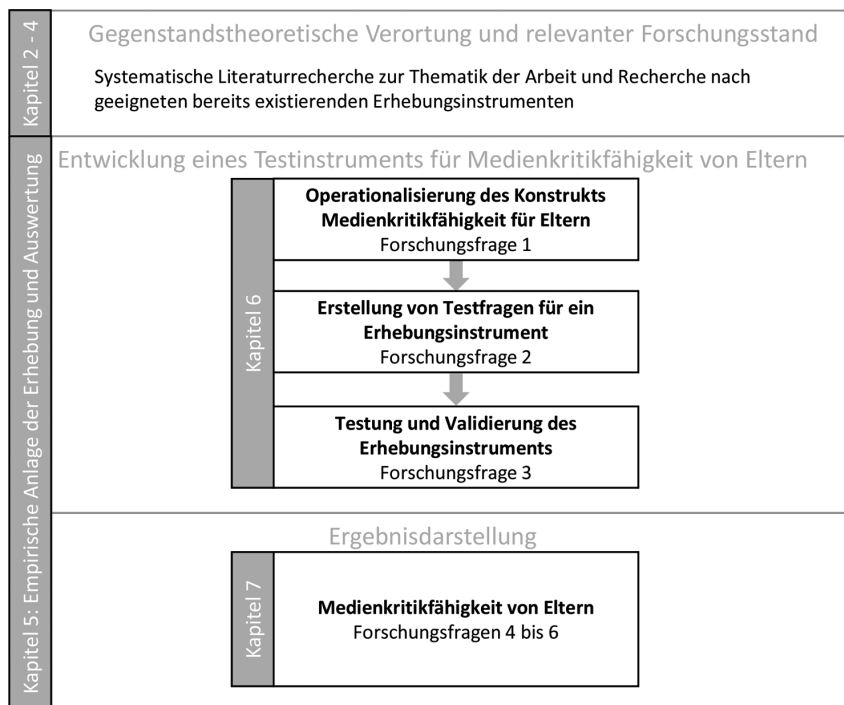 Kapitel 2 - 4
Gegenstandstheoretische Verortung und relevanter Forschungsstand
Systematische Literaturrecherche zur Thematik der Arbeit und Recherche nach
geeigneten bereits existierenden Erhebungsinstrumenten
Kapitel 5: Empirische Anlage der Erhebung und Auswertung
Entwicklung eines Testinstruments für Medienkritikfähigkeit von Eltern
Kapitel 6
Operationalisierung des Konstrukts
Medienkritikfähigkeit für Eltern
Forschungsfrage 1
Erstellung von Testfragen für ein
Erhebungsinstrument
Forschungsfrage 2
Testung und Validierung des
Erhebungsinstruments
Forschungsfrage 3
Ergebnisdarstellung
Kapitel 7
Medienkritikfähigkeit von Eltern
Forschungsfragen 4 bis 6